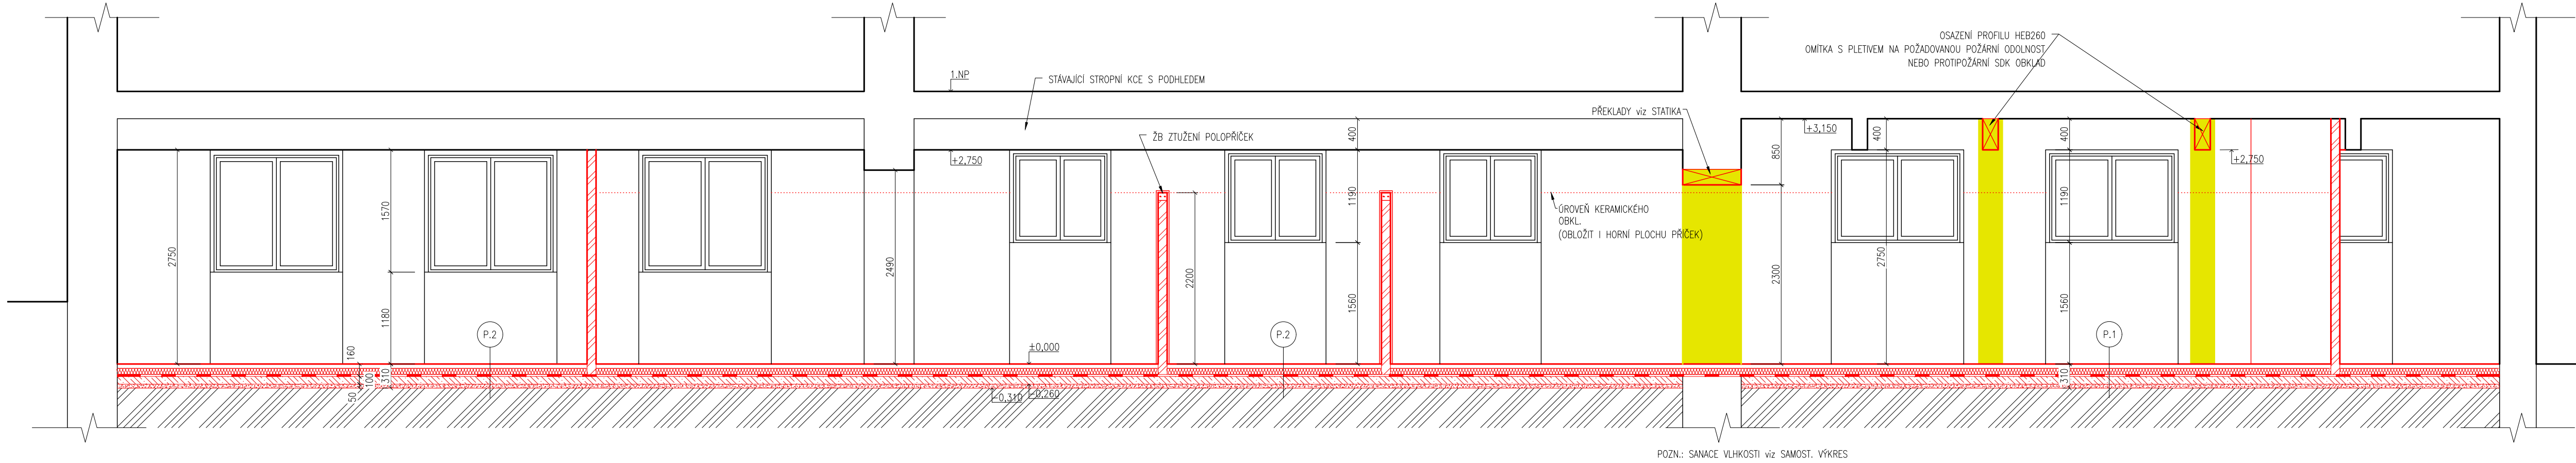 OSAZENÍ PROFILU HEB260
OMÍTKA S PLETIVEM NA POŽADOVANOU POŽÁRNÍ ODOLNOST
NEBO PROTIPOŽÁRNÍ SDK OBKLAD
1.NP
STÁVAJÍCÍ STROPNÍ KCE S PODHLEDEM
PŘEKLADY viz STATIKA
ŽB ZTUŽENÍ POLOPŘÍČEK
+3,150
400
400
400
850
+2,750
+2,750
ÚROVEŇ KERAMICKÉHO
OBKL.
(OBLOŽIT I HORNÍ PLOCHU PŘÍČEK)
2750
1570
1180
2490
2200
1190
1560
2300
2750
1190
1560
P.2
P.2
P.1
±0,000
160
100
310
50
310
-0,310
-0,260
POZN.: SANACE VLHKOSTI viz SAMOST. VÝKRES